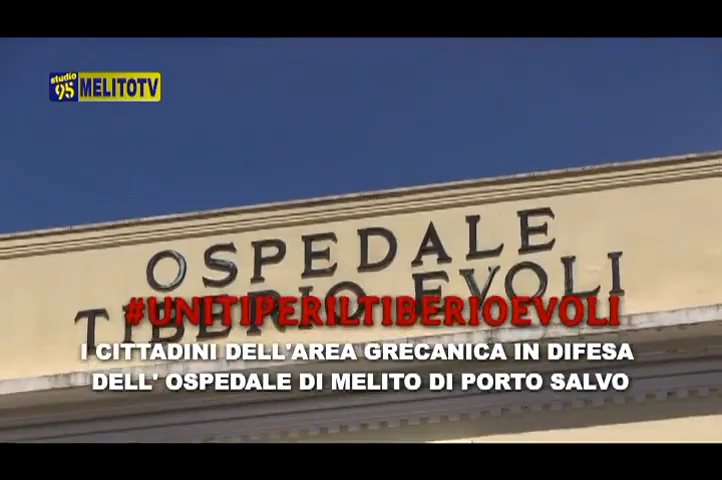 studio
95 MELITOTV
OSPEDALE
TIBERIO EVOLI
#UNITIPERILTIBERIOEVOLI
I CITTADINI DELL'AREA GRECANICA IN DIFESA
DELL' OSPEDALE DI MELITO DI PORTO SALVO